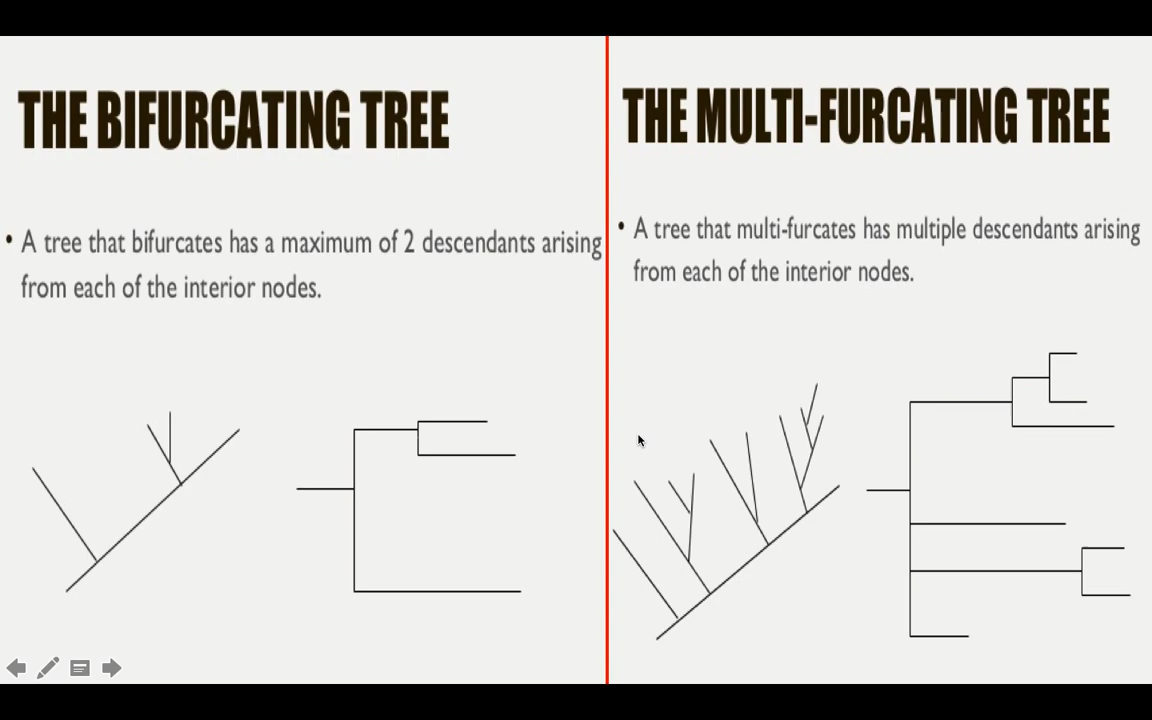 THE BIFURCATING TREE
• A tree that bifurcates has a maximum of 2 descendants arising
from each of the interior nodes.
THE MULTI-FURCATING TREE
• A tree that multi-furcates has multiple descendants arising
from each of the interior nodes.